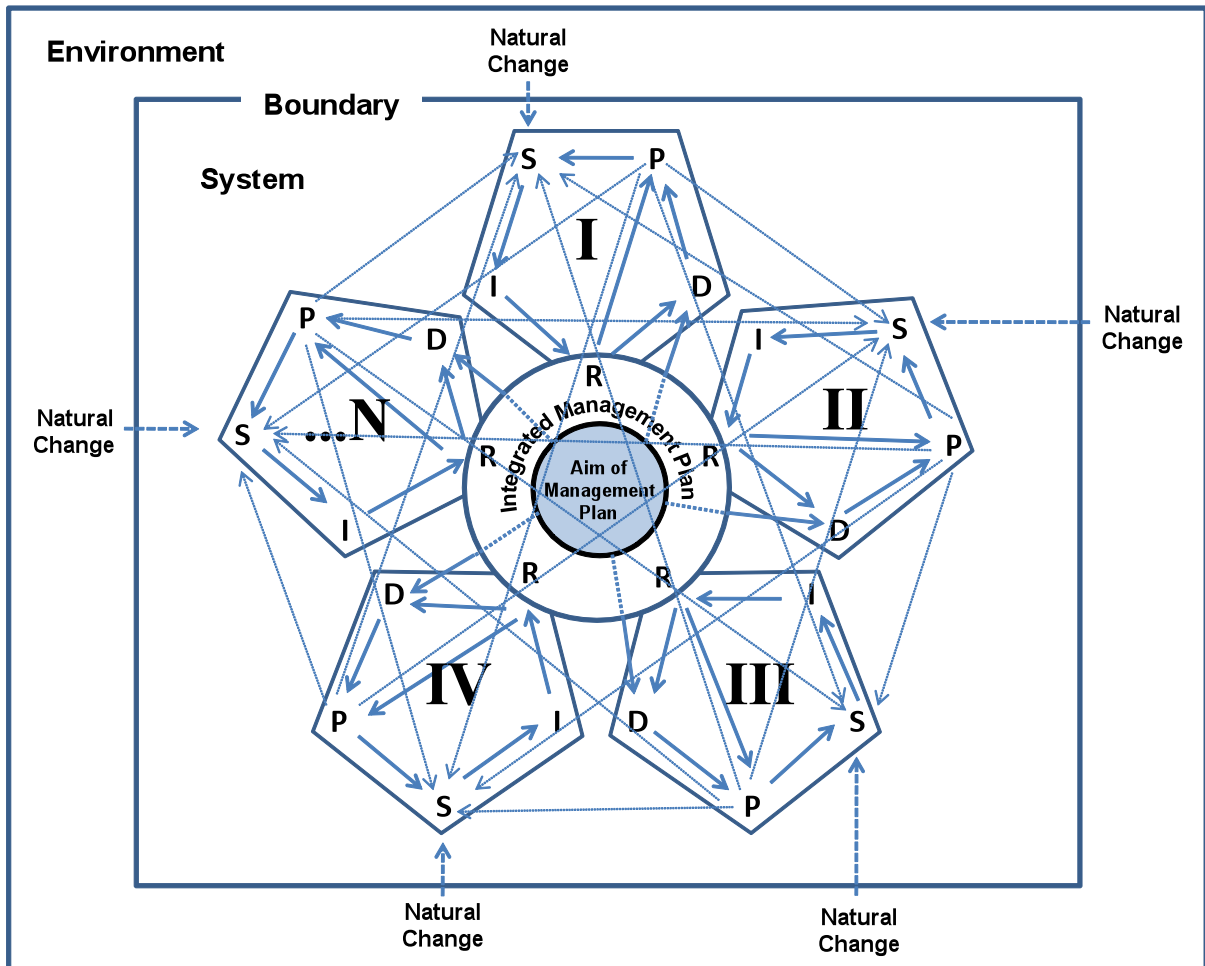 Environment
Natural
Change
Boundary
System
S
P
I
I
D
P
D
S
...N
I
R
I
S
II
P
D
R
Natural
Change
Natural
Change
R
Integrated Management Plan
Aim of
Management
Plan
R
R
D
P
IV
I
S
I
III
D
S
P
Natural
Change
Natural
Change